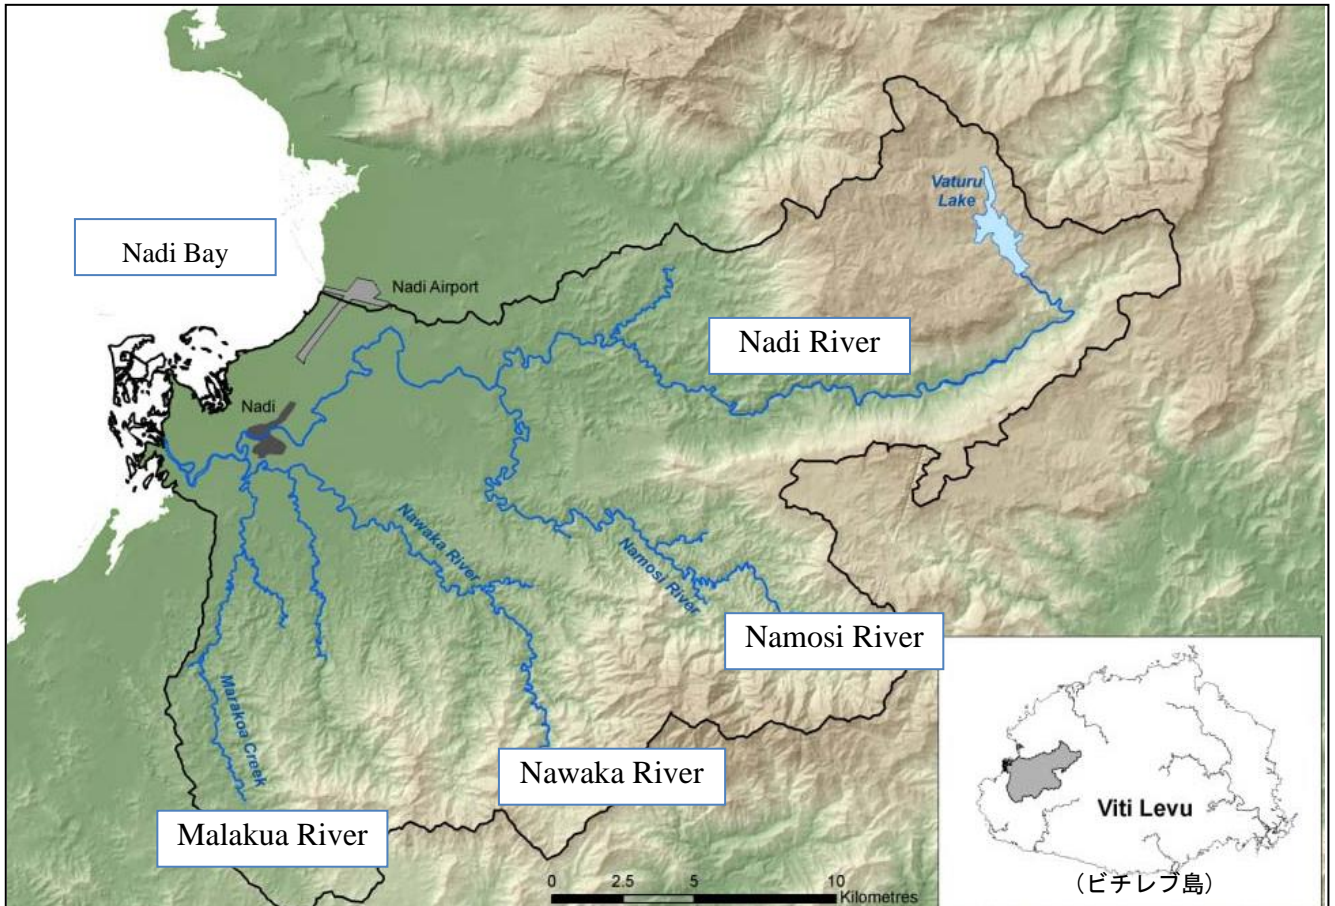 Vaturu
Lake
Nadi Bay
Nadi Airport
Nadi River
Nadi
Nawaka River
Namosi River
Namosi River
Marakoa Creek
Nawaka River
Malakua River
Viti Levu
(ビチレブ島)
0 2.5 5 10
Kilometres